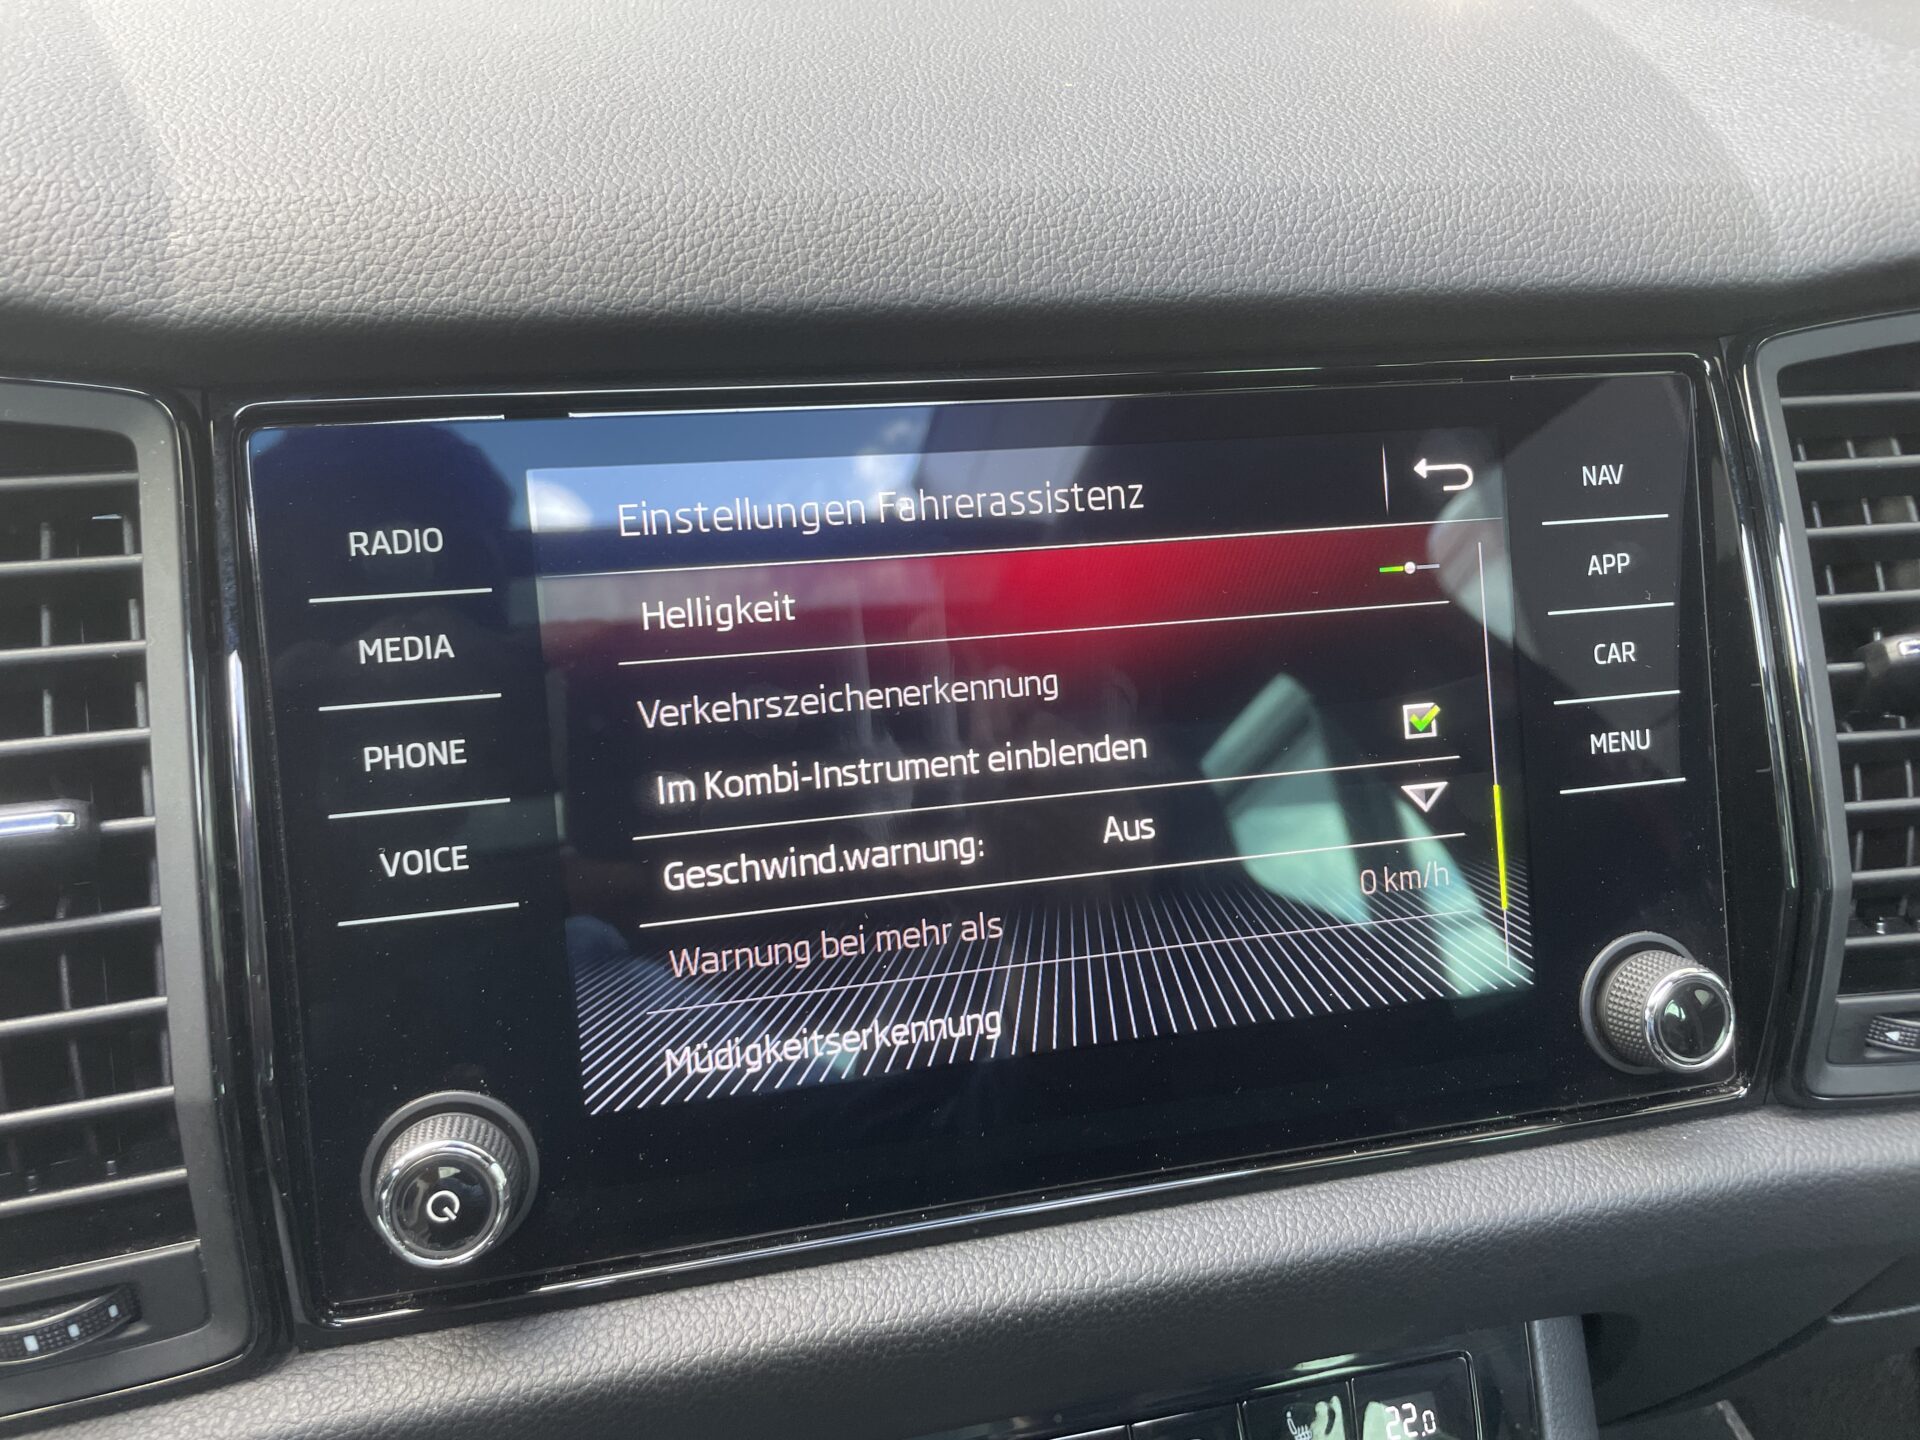 Einstellungen Fahrerassistenz
Helligkeit
Verkehrszeichenerkennung
Im Kombi-Instrument einblenden
Geschwind.warnung: Aus
Warnung bei mehr als 0 km/h
Müdigkeitserkennung
RADIO
MEDIA
PHONE
VOICE
NAV
APP
CAR
MENU
22.0